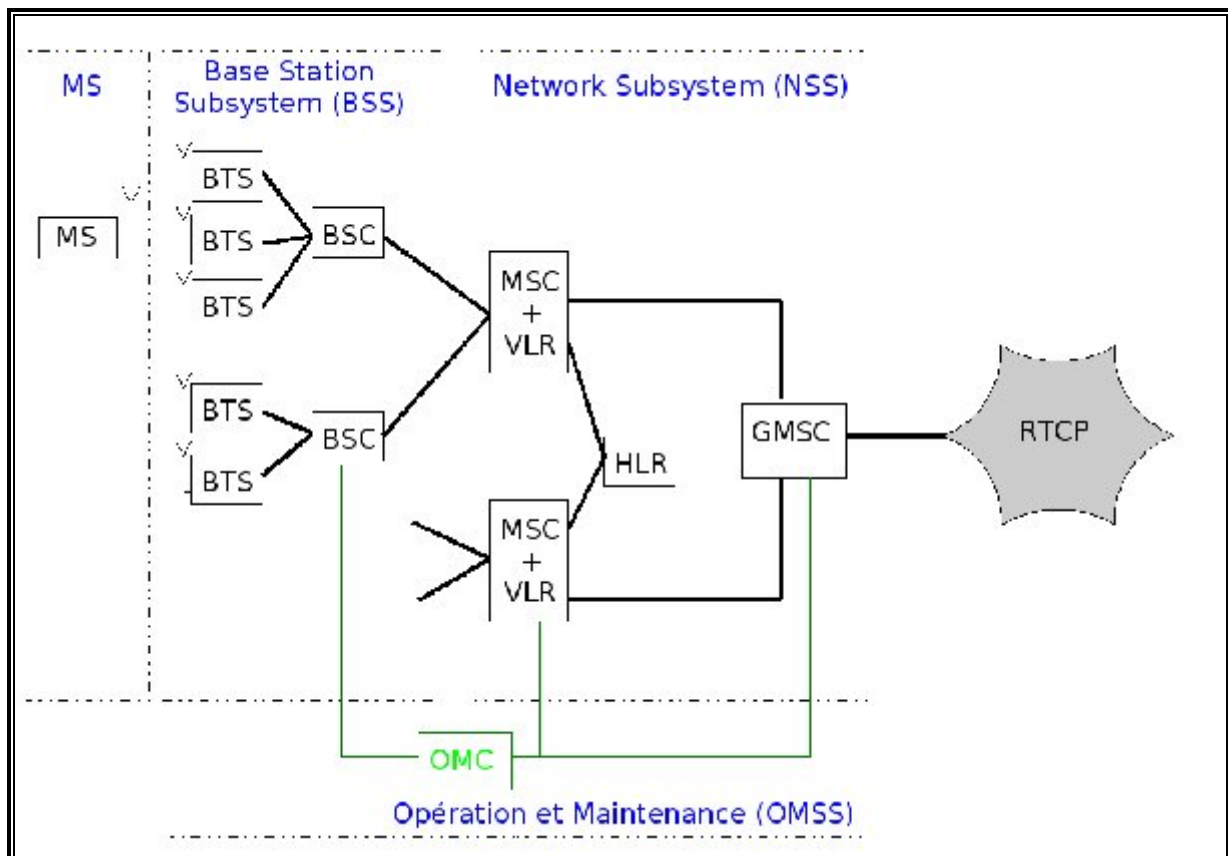 MS
Base Station
Subsystem (BSS)
Network Subsystem (NSS)
BTS
MS
BTS
BSC
BTS
MSC
+
VLR
BTS
BSC
GMSC
RTCP
HLR
BTS
MSC
+
VLR
OMC
Opération et Maintenance (OMSS)